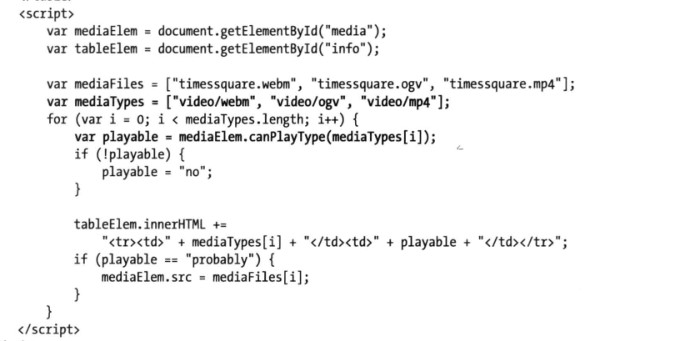 <script>
var mediaElem = document.getElementById("media");
var tableElem = document.getElementById("info");
var mediaFiles = ["timessquare.webm", "timessquare.ogv", "timessquare.mp4"];
var mediaTypes = ["video/webm", "video/ogv", "video/mp4"];
for (var i = 0; i < mediaTypes.length; i++) {
var playable = mediaElem.canPlayType(mediaTypes[i]);
if (!playable) {
playable = "no";
}
tableElem.innerHTML +=
"<tr><td>" + mediaTypes[i] + "</td><td>" + playable + "</td></tr>";
if (playable == "probably") {
mediaElem.src = mediaFiles[i];
}
}
</script>